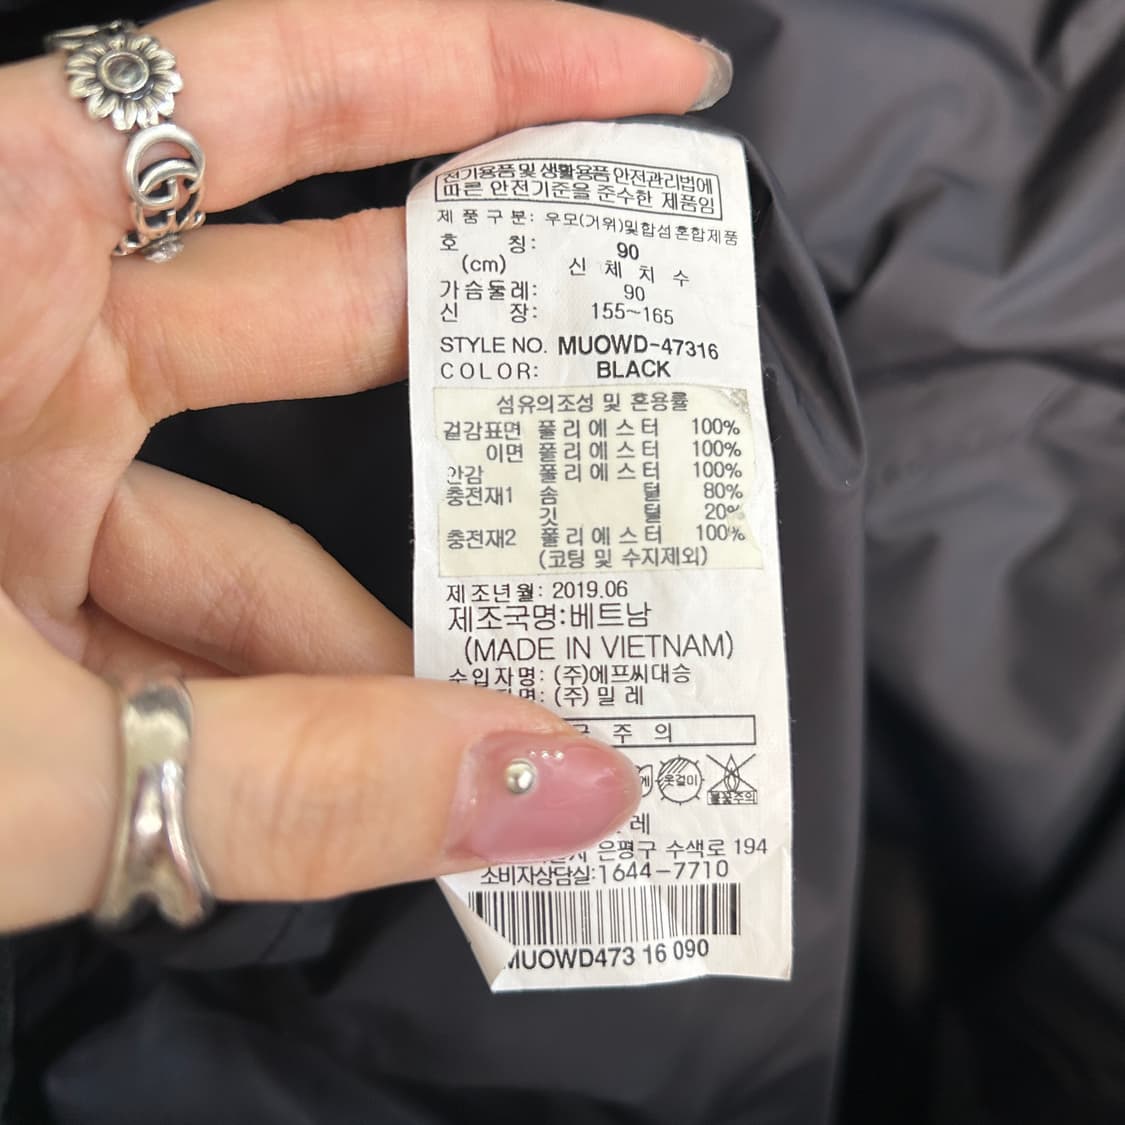 전기용품 및 생활용품 안전관리법에
따른 안전기준을 준수한 제품임
제품구분: 우모(거위)및합섬혼합제품
호 칭: 90
(cm) 신 체 치 수
가슴둘레: 90
신 장: 155~165
STYLE NO. MUOWD-47316
COLOR: BLACK
섬유의조성 및 혼용률
겉감표면 폴리에스터 100%
이면 폴리에스터 100%
안감 폴리에스터 100%
충전재1 솜 털 80%
깃 털 20%
충전재2 폴리에스터 100%
(코팅 및 수지제외)
제조년월: 2019.06
제조국명:베트남
(MADE IN VIETNAM)
수입자명: (주)에프씨대승
명: (주) 밀 레
주 의
옷걸이
불꽃주의
레
은평구 수색로 194
소비자상담실:1644-7710
MUOWD473 16 090